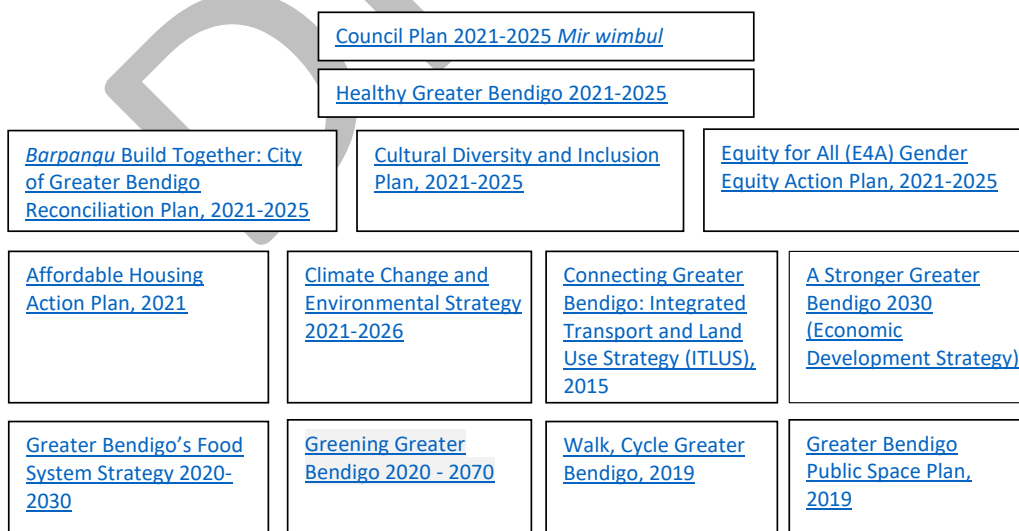 Council Plan 2021-2025 Mir wimbul
Healthy Greater Bendigo 2021-2025
Barpangu Build Together: City
of Greater Bendigo
Reconciliation Plan, 2021-2025
Cultural Diversity and Inclusion
Plan, 2021-2025
Equity for All (E4A) Gender
Equity Action Plan, 2021-2025
Affordable Housing
Action Plan, 2021
Climate Change and
Environmental Strategy
2021-2026
Connecting Greater
Bendigo: Integrated
Transport and Land
Use Strategy (ITLUS),
2015
A Stronger Greater
Bendigo 2030
(Economic
Development Strategy)
Greater Bendigo’s Food
System Strategy 2020-
2030
Greening Greater
Bendigo 2020 - 2070
Walk, Cycle Greater
Bendigo, 2019
Greater Bendigo
Public Space Plan,
2019